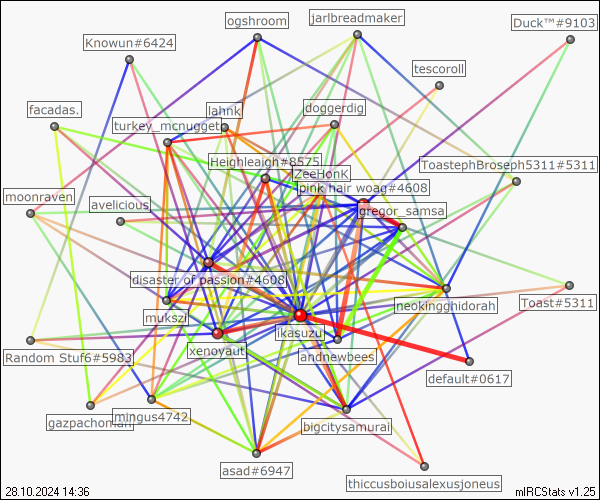 ogshroom
jarlbreadmaker
Duck™#9103
Knowun#6424
tescoroll
facadas.
lahnk
doggerdig
turkey_mcnugget
Heighleaigh#8575
ZeeHonK
ToastephBroseph5311#5311
pink hair woag#4608
moonraven
avelicious
gregor_samsa
disaster of passion#4608
mukszi
ikasuzu
neokingghidorah
Toast#5311
xenoyaut
andnewbees
Random Stuf6#5983
default#0617
gazpachoman
mingus4742
bigcitysamurai
asad#6947
thiccusboiusalexusjoneus
28.10.2024 14:36
mIRCStats v1.25